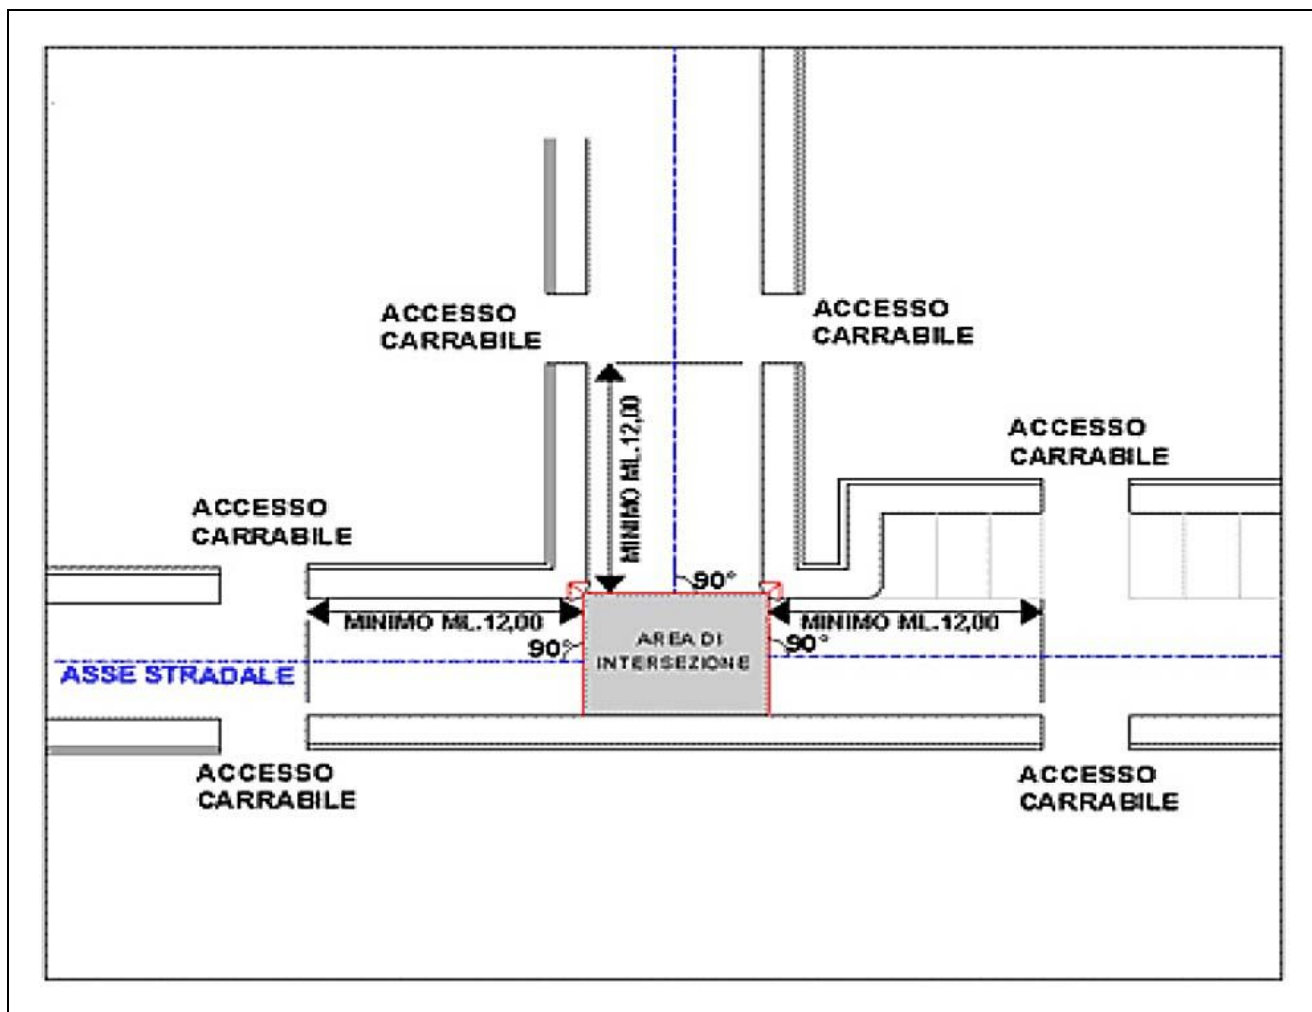 ACCESSO
CARRABILE
ACCESSO
CARRABILE
MINIMO ML.12,00
ACCESSO
CARRABILE
ACCESSO
CARRABILE
90°
MINIMO ML.12,00
MINIMO ML.12,00
90°
AREA DI
INTERSEZIONE
90°
ASSE STRADALE
ACCESSO
CARRABILE
ACCESSO
CARRABILE